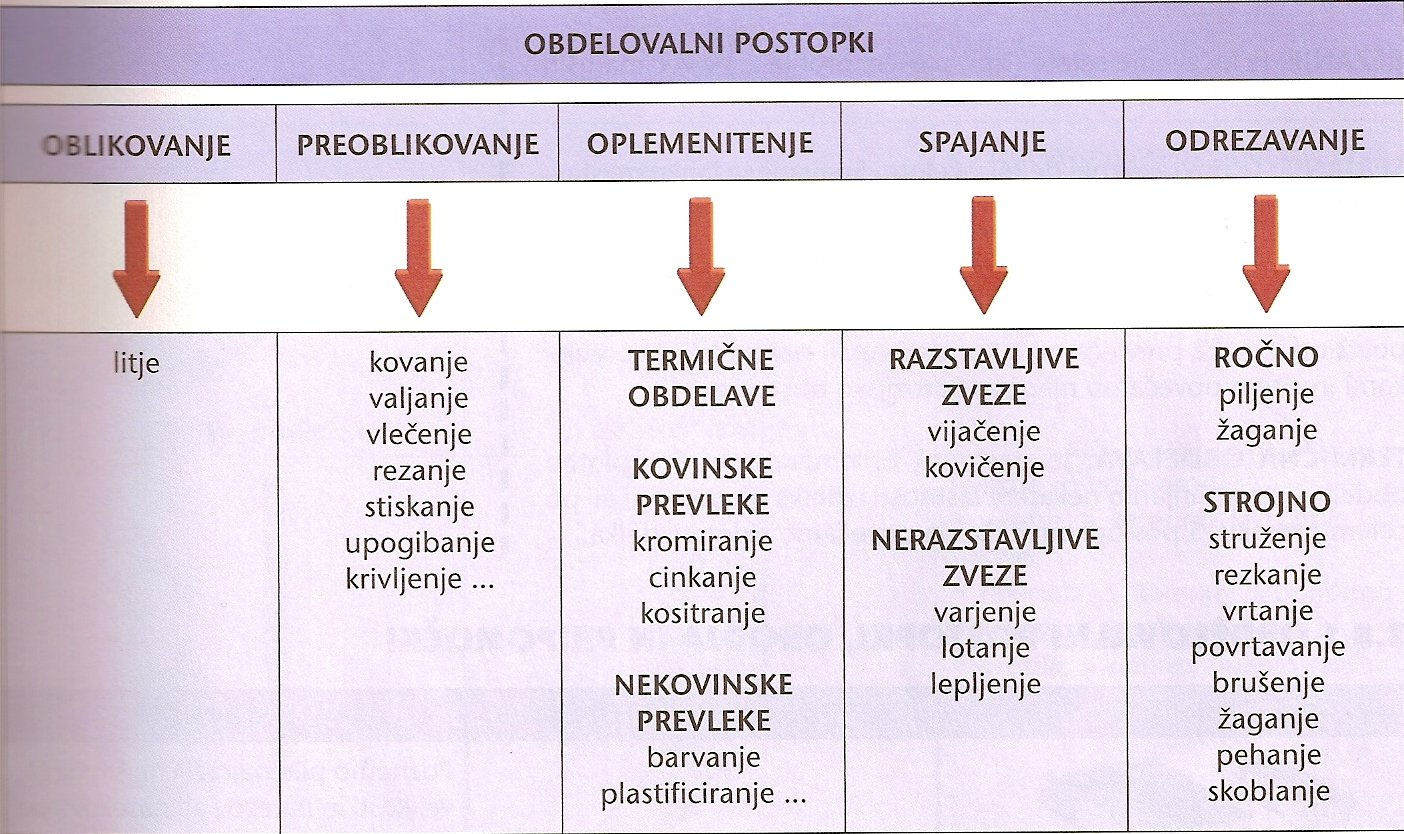 OBDELOVALNI POSTOPKI
OBLIKOVANJE
PREOBLIKOVANJE
OPLEMENITENJE
SPAJANJE
ODREZAVANJE
litje
kovanje
valjanje
vlečenje
rezanje
stiskanje
upogibanje
krivljenje ...
TERMIČNE
OBDELAVE
KOVINSKE
PREVLEKE
kromiranje
cinkanje
kositranje
NEKOVINSKE
PREVLEKE
barvanje
plastificiranje ...
RAZSTAVLJIVE
ZVEZE
vijačenje
kovičenje
NERAZSTAVLJIVE
ZVEZE
varjenje
lotanje
lepljenje
ROČNO
piljenje
žaganje
STROJNO
struženje
rezkanje
vrtanje
povrtavanje
brušenje
žaganje
pehanje
skoblanje